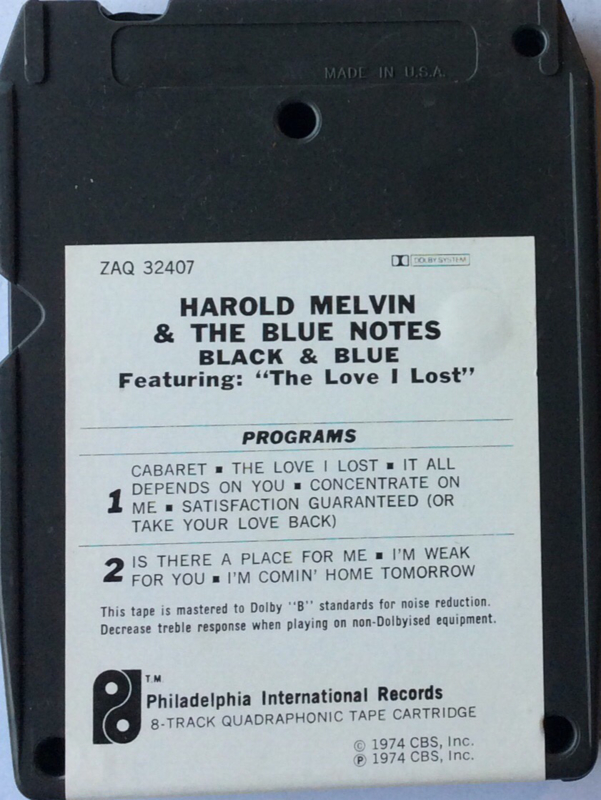 MADE IN U.S.A.
ZAQ 32407
DOLBY SYSTEM
HAROLD MELVIN
& THE BLUE NOTES
BLACK & BLUE
Featuring: "The Love I Lost"
PROGRAMS
1
CABARET ■ THE LOVE I LOST ■ IT ALL
DEPENDS ON YOU ■ CONCENTRATE ON
ME ■ SATISFACTION GUARANTEED (OR
TAKE YOUR LOVE BACK)
2
IS THERE A PLACE FOR ME ■ I'M WEAK
FOR YOU ■ I'M COMIN' HOME TOMORROW
This tape is mastered to Dolby "B" standards for noise reduction.
Decrease treble response when playing on non-Dolbyised equipment.
T.M.
Philadelphia International Records
8-TRACK QUADRAPHONIC TAPE CARTRIDGE
© 1974 CBS, Inc.
℗ 1974 CBS, Inc.